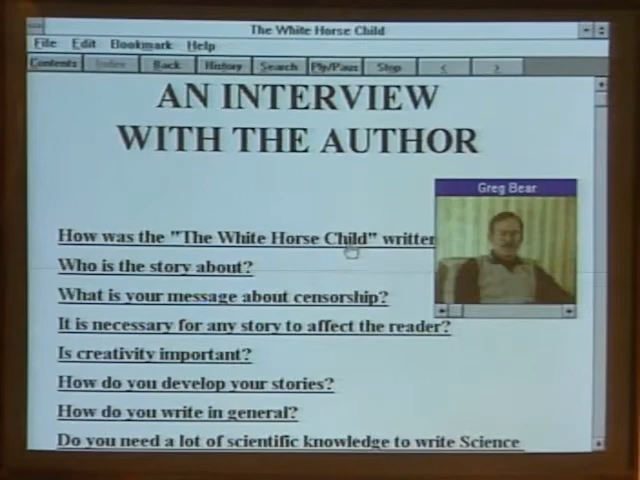 The White Horse Child
File Edit Bookmark Help
Contents Index Back History Search Ply/Paus Stop < >
AN INTERVIEW
WITH THE AUTHOR
Greg Bear
How was the "The White Horse Child" written
Who is the story about?
What is your message about censorship?
It is necessary for any story to affect the reader?
Is creativity important?
How do you develop your stories?
How do you write in general?
Do you need a lot of scientific knowledge to write Science